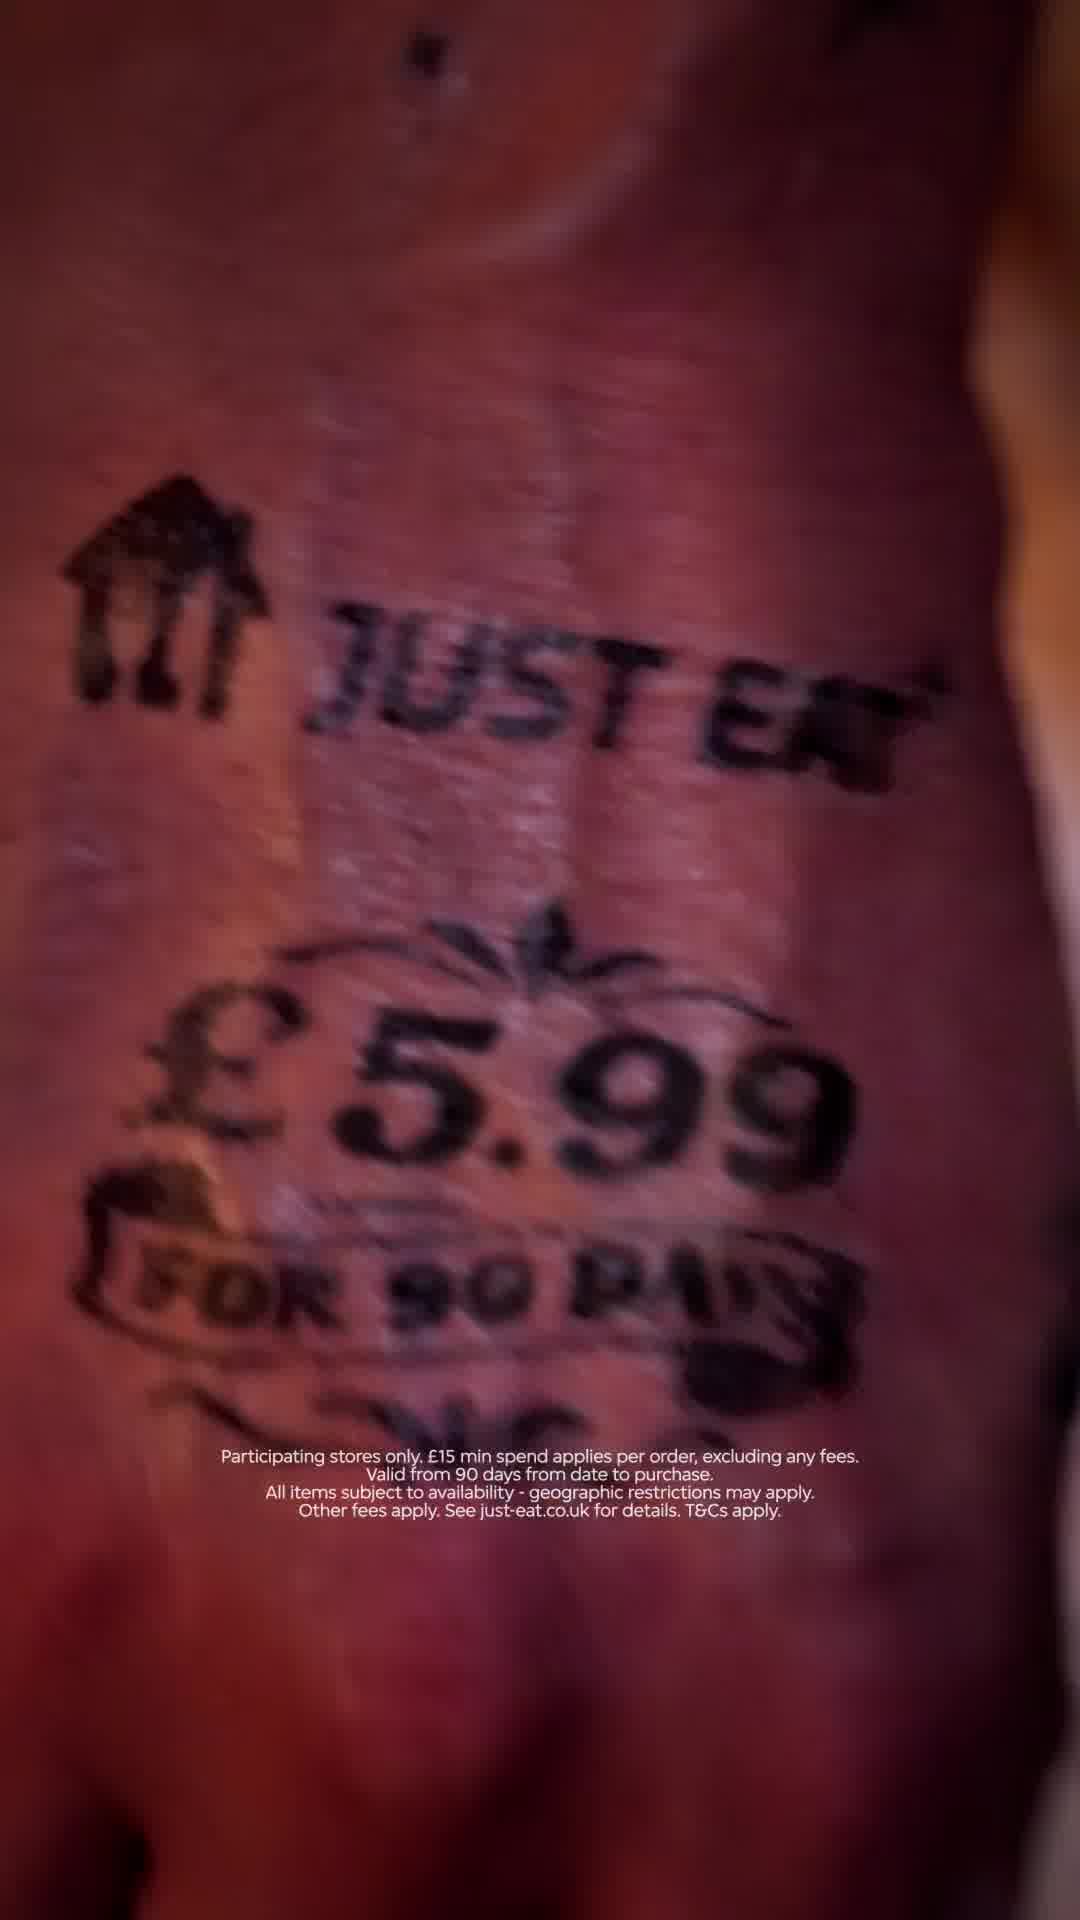 JUST EAT
£5.99
FOR 90 DAYS
Participating stores only. £15 min spend applies per order, excluding any fees.
Valid from 90 days from date to purchase.
All items subject to availability - geographic restrictions may apply.
Other fees apply. See just-eat.co.uk for details. T&Cs apply.